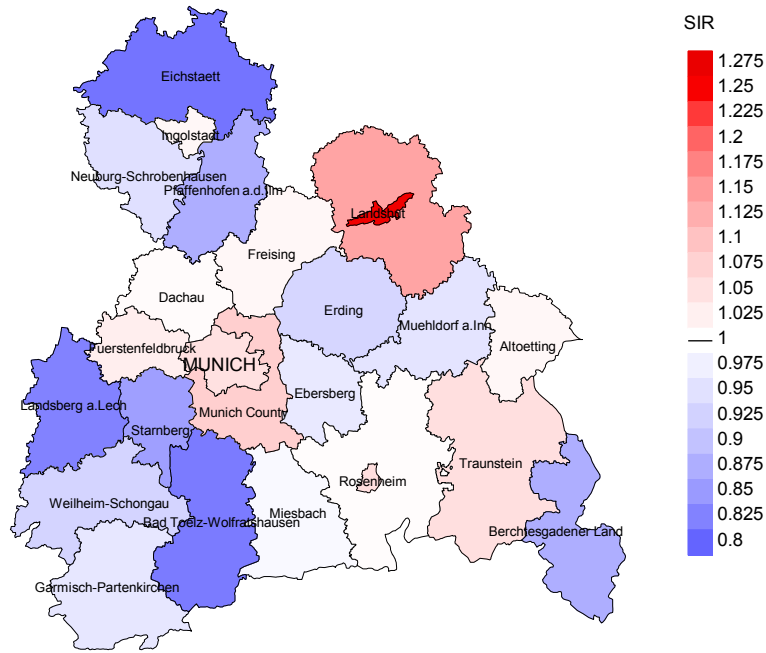 SIR
1.275
1.25
1.225
1.2
1.175
1.15
1.125
1.1
1.075
1.05
1.025
1
0.975
0.95
0.925
0.9
0.875
0.85
0.825
0.8
Eichstaett
Ingolstadt
Neuburg-Schrobenhausen
Pfaffenhofen a.d.Ilm
Landshut
Freising
Dachau
Erding
Muehldorf a.Inn
Altoetting
Fuerstenfeldbruck
MUNICH
Ebersberg
Landsberg a.Lech
Munich County
Starnberg
Traunstein
Rosenheim
Weilheim-Schongau
Miesbach
Bad Toelz-Wolfratshausen
Berchtesgadener Land
Garmisch-Partenkirchen